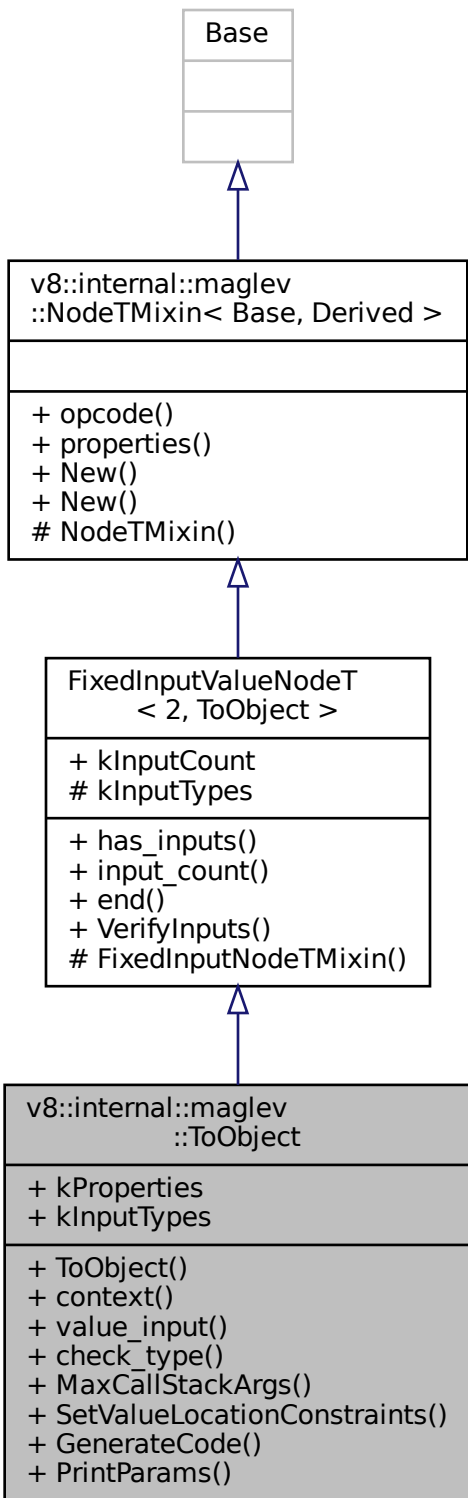 Base
v8::internal::maglev
::NodeTMixin< Base, Derived >
+ opcode()
+ properties()
+ New()
+ New()
# NodeTMixin()
FixedInputValueNodeT
< 2, ToObject >
+ kInputCount
# kInputTypes
+ has_inputs()
+ input_count()
+ end()
+ VerifyInputs()
# FixedInputNodeTMixin()
v8::internal::maglev
::ToObject
+ kProperties
+ kInputTypes
+ ToObject()
+ context()
+ value_input()
+ check_type()
+ MaxCallStackArgs()
+ SetValueLocationConstraints()
+ GenerateCode()
+ PrintParams()